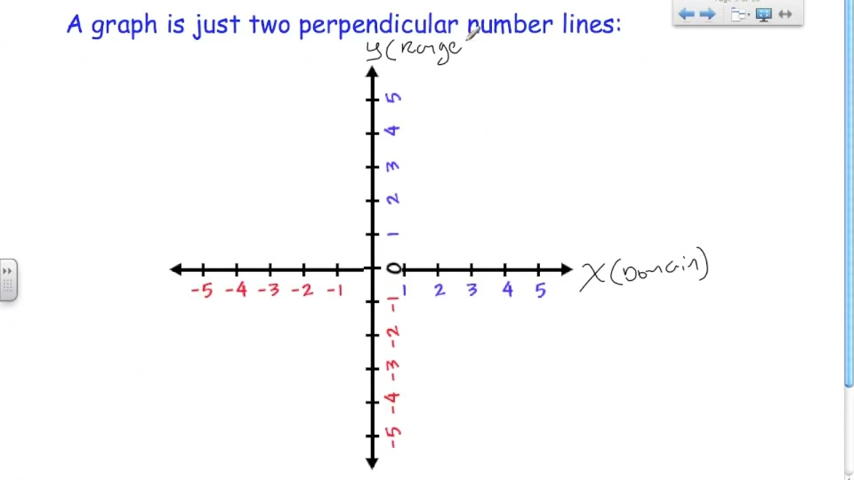 A graph is just two perpendicular number lines:
y(Range
5
4
3
2
1
0
X(Domain)
-5 -4 -3 -2 -1 1 2 3 4 5
-1
-2
-3
-4
-5